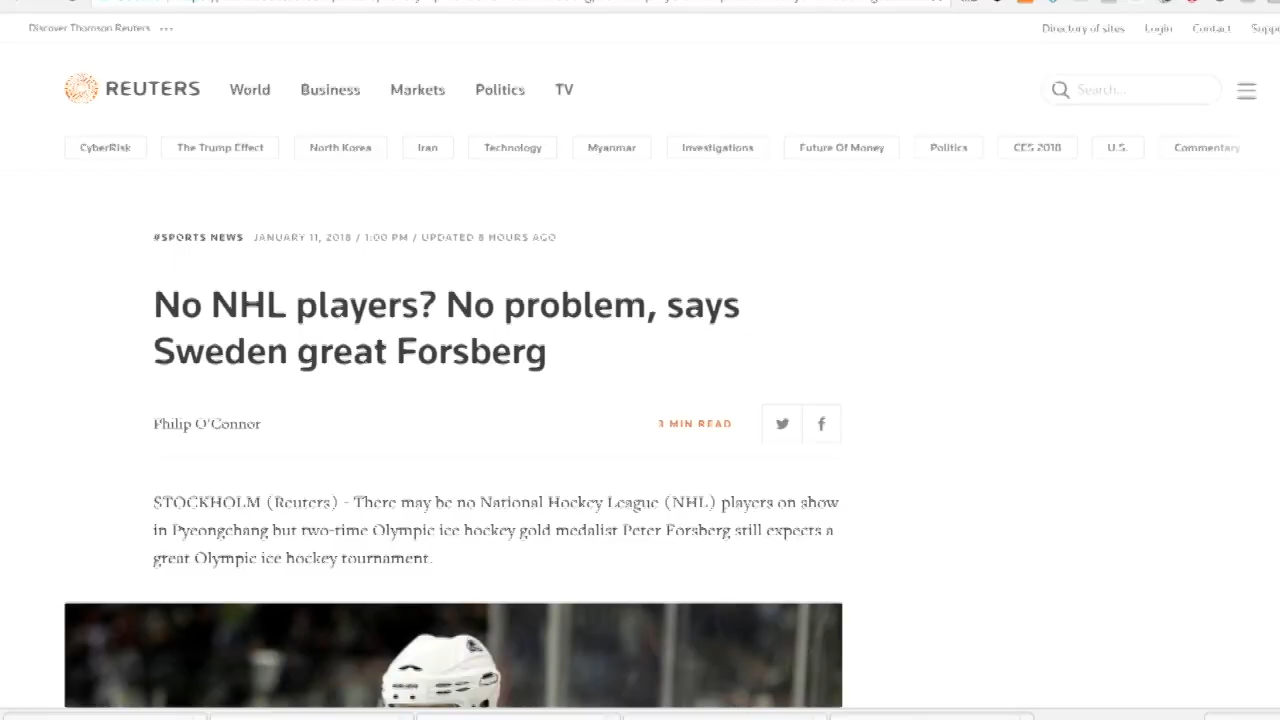 Discover Thomson Reuters ...
Directory of sites Login Contact
REUTERS World Business Markets Politics TV Search...
CyberRisk The Trump Effect North Korea Iran Technology Myanmar Investigations Future Of Money Politics CES 2018 U.S. Commentary
#SPORTS NEWS JANUARY 11, 2018 / 1:00 PM / UPDATED 8 HOURS AGO
No NHL players? No problem, says
Sweden great Forsberg
Philip O'Connor 3 MIN READ
STOCKHOLM (Reuters) - There may be no National Hockey League (NHL) players on show
in Pyeongchang but two-time Olympic ice hockey gold medalist Peter Forsberg still expects a
great Olympic ice hockey tournament.